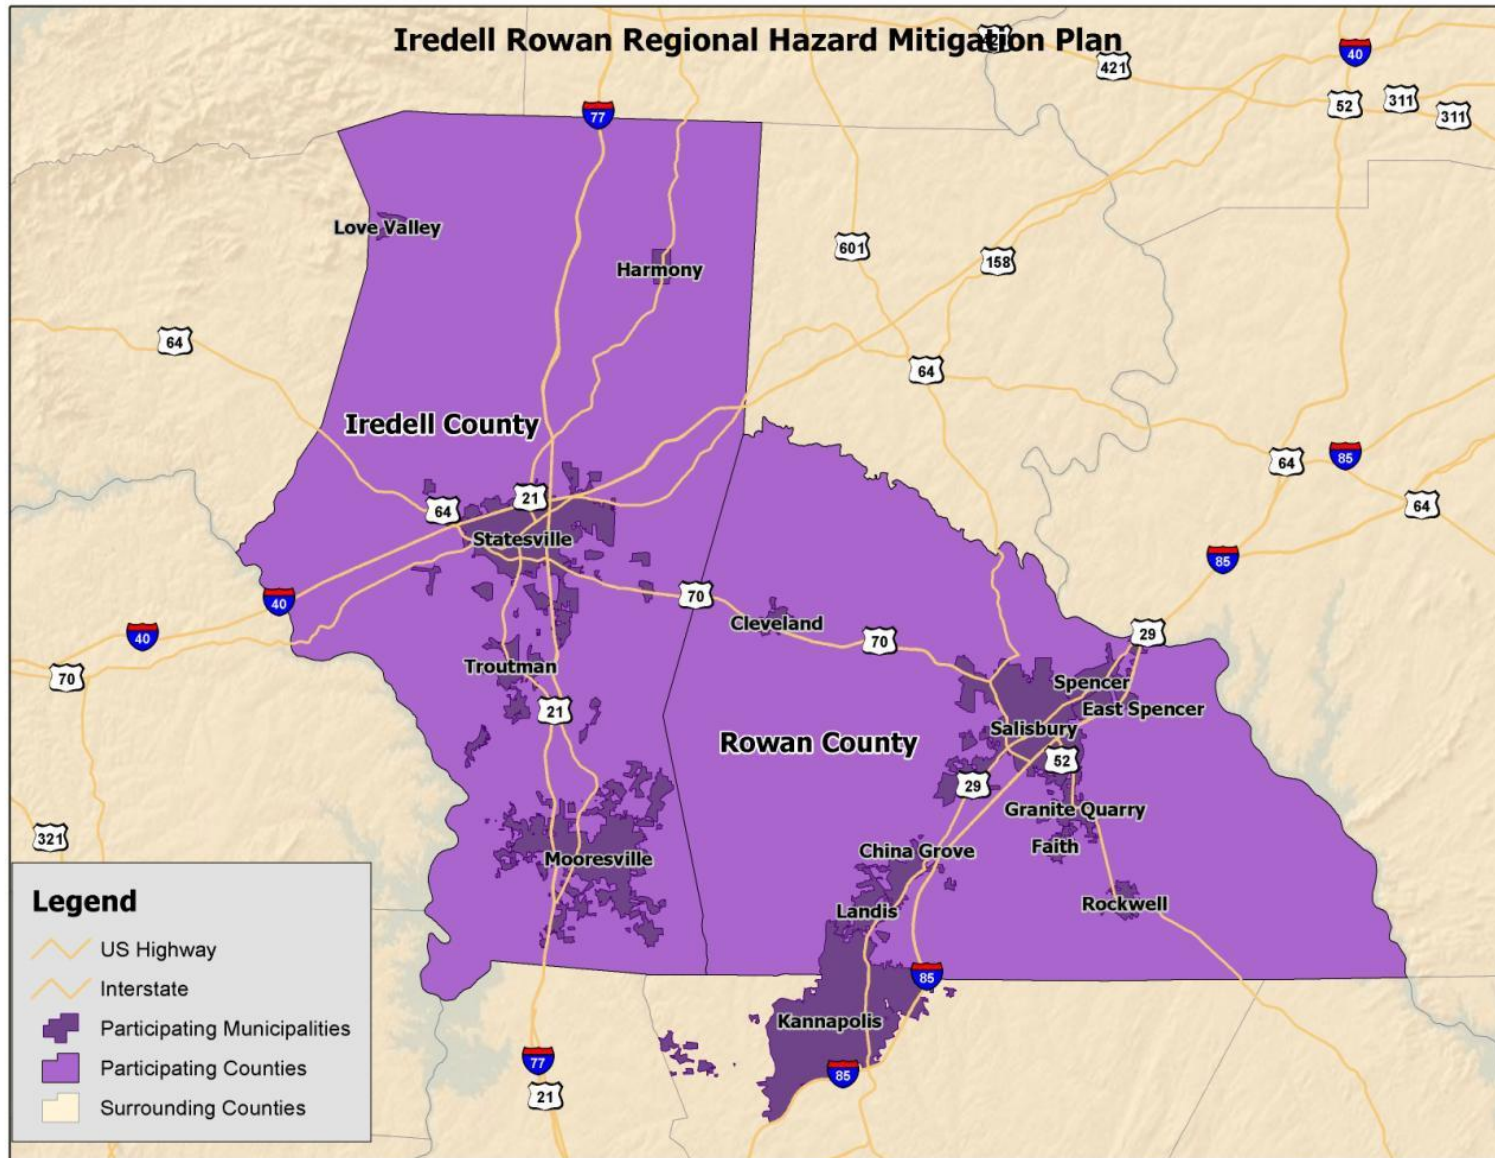 Iredell Rowan Regional Hazard Mitigation Plan
421
40
421
52
311
311
77
Love Valley
Harmony
601
158
64
64
Iredell County
64
85
21
64
64
Statesville
85
40
70
Cleveland
40
70
29
Troutman
70
Spencer
21
East Spencer
Salisbury
Rowan County
52
29
Granite Quarry
321
China Grove
Faith
Mooresville
Landis
Rockwell
85
Kannapolis
77
85
21
Legend
US Highway
Interstate
Participating Municipalities
Participating Counties
Surrounding Counties